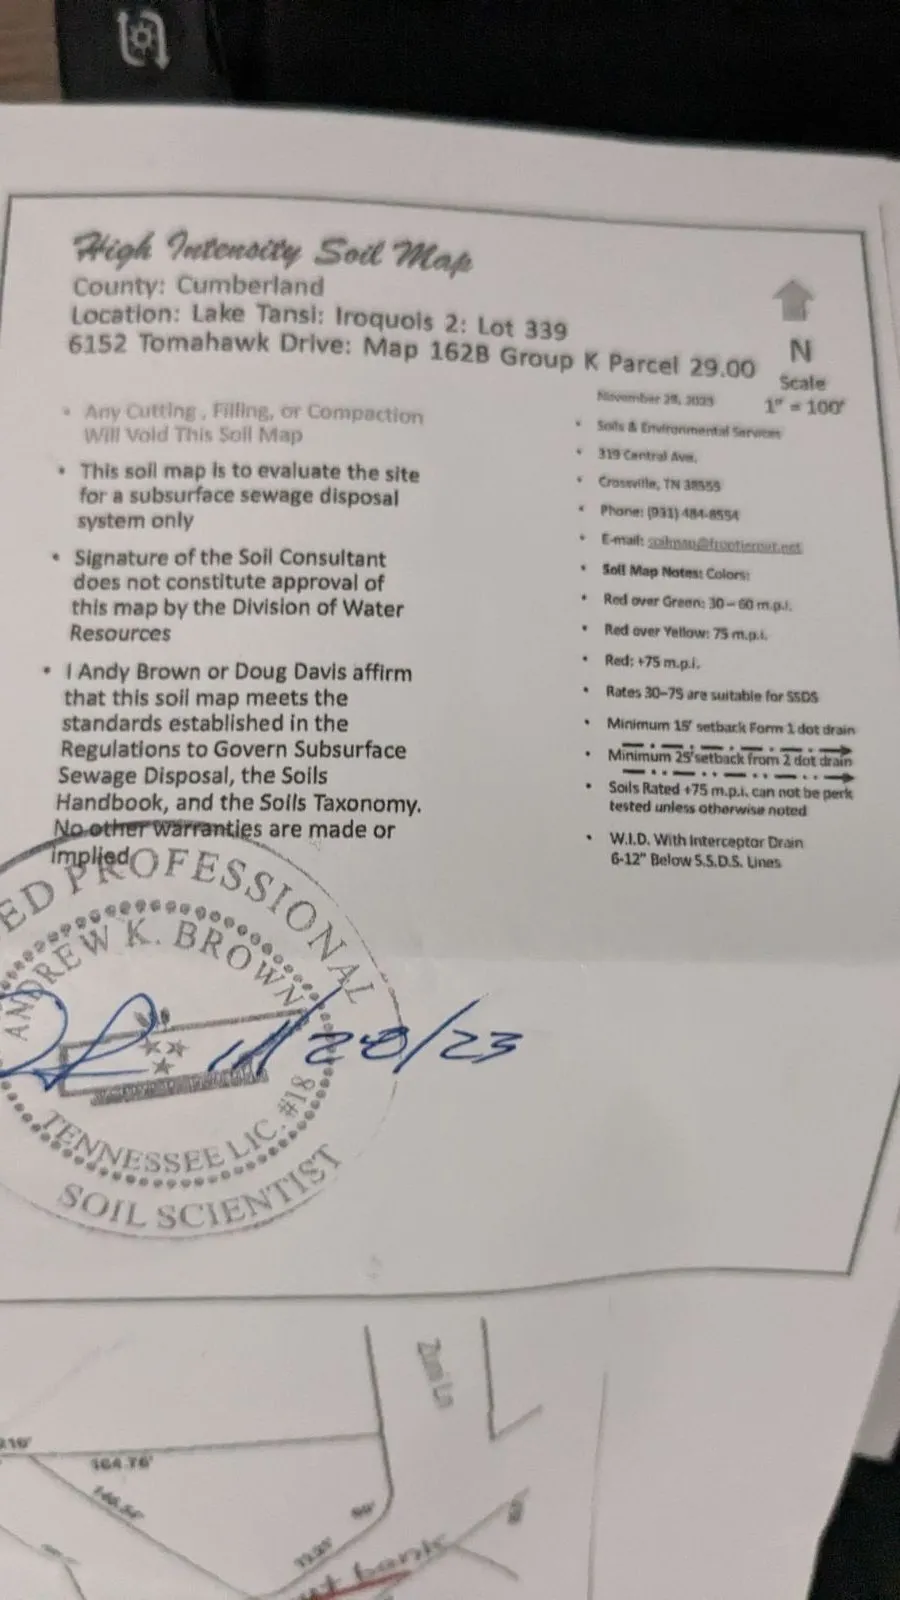 High Intensity Soil Map
County: Cumberland
Location: Lake Tansi: Iroquois 2: Lot 339
6152 Tomahawk Drive: Map 162B Group K Parcel 29.00
N
Scale
1" = 100'
• Any Cutting , Filling, or Compaction
Will Void This Soil Map
• This soil map is to evaluate the site
for a subsurface sewage disposal
system only
• Signature of the Soil Consultant
does not constitute approval of
this map by the Division of Water
Resources
• I Andy Brown or Doug Davis affirm
that this soil map meets the
standards established in the
Regulations to Govern Subsurface
Sewage Disposal, the Soils
Handbook, and the Soils Taxonomy.
No other warranties are made or
implied
November 28, 2023
• Soils & Environmental Services
• 319 Central Ave.
• Crossville, TN 38555
• Phone: (931) 484-8554
• E-mail: soilman@frontiernet.net
• Soil Map Notes: Colors:
• Red over Green: 30–60 m.p.i.
• Red over Yellow: 75 m.p.i.
• Red: +75 m.p.i.
• Rates 30–75 are suitable for SSDS
• Minimum 15' setback Form 1 dot drain
• Minimum 25'setback from 2 dot drain
• Soils Rated +75 m.p.i. can not be perk
tested unless otherwise noted
• W.I.D. With Interceptor Drain
6-12" Below S.S.D.S. Lines
ED PROFESSIONAL
ANDREW K. BROWN
11/28/23
TENNESSEE LIC. #18
SOIL SCIENTIST
Zuni Ln
164.76'